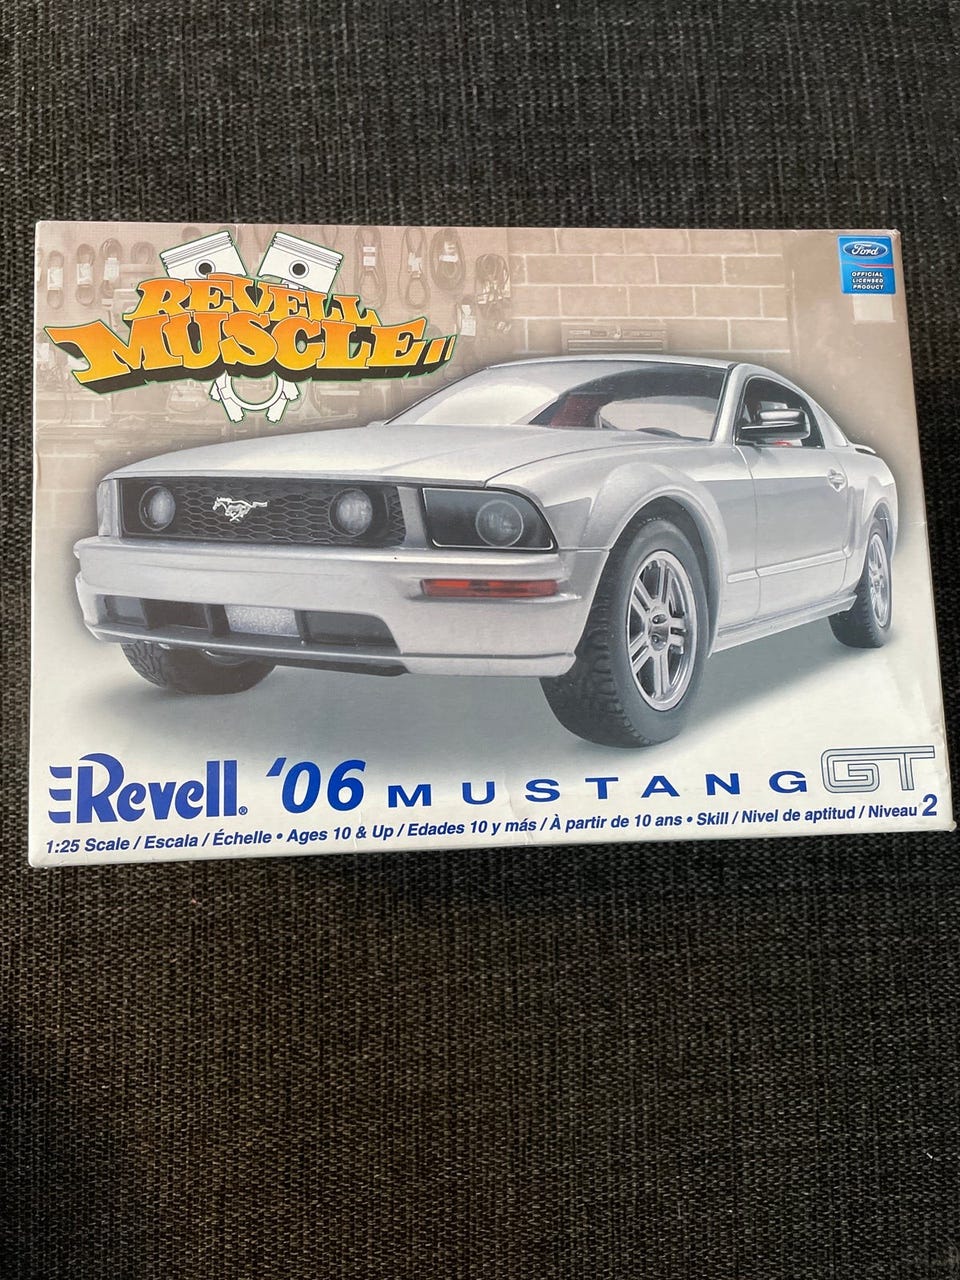 REVELL
MUSCLE
Ford
OFFICIAL
LICENSED
PRODUCT
Revell® '06 MUSTANG GT
1:25 Scale / Escala / Échelle • Ages 10 & Up / Edades 10 y más / À partir de 10 ans • Skill / Nivel de aptitud / Niveau 2